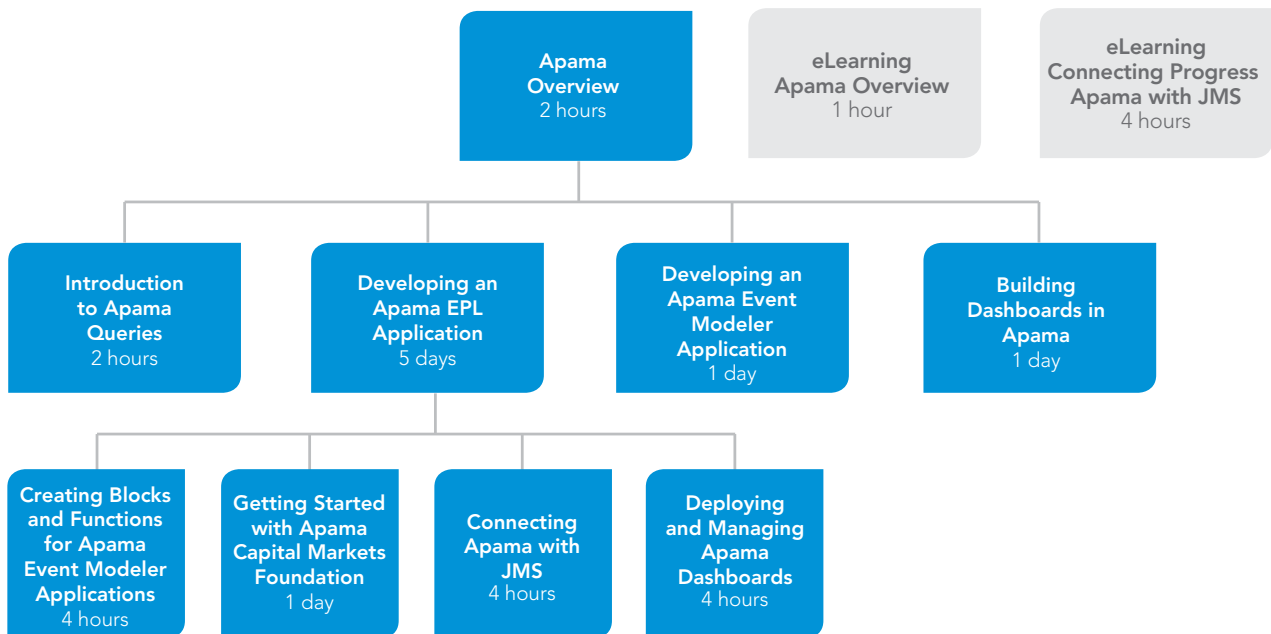 Apama
Overview
2 hours
eLearning
Apama Overview
1 hour
eLearning
Connecting Progress
Apama with JMS
4 hours
Introduction
to Apama
Queries
2 hours
Developing an
Apama EPL
Application
5 days
Developing an
Apama Event
Modeler
Application
1 day
Building
Dashboards in
Apama
1 day
Creating Blocks
and Functions
for Apama
Event Modeler
Applications
4 hours
Getting Started
with Apama
Capital Markets
Foundation
1 day
Connecting
Apama with
JMS
4 hours
Deploying
and Managing
Apama
Dashboards
4 hours